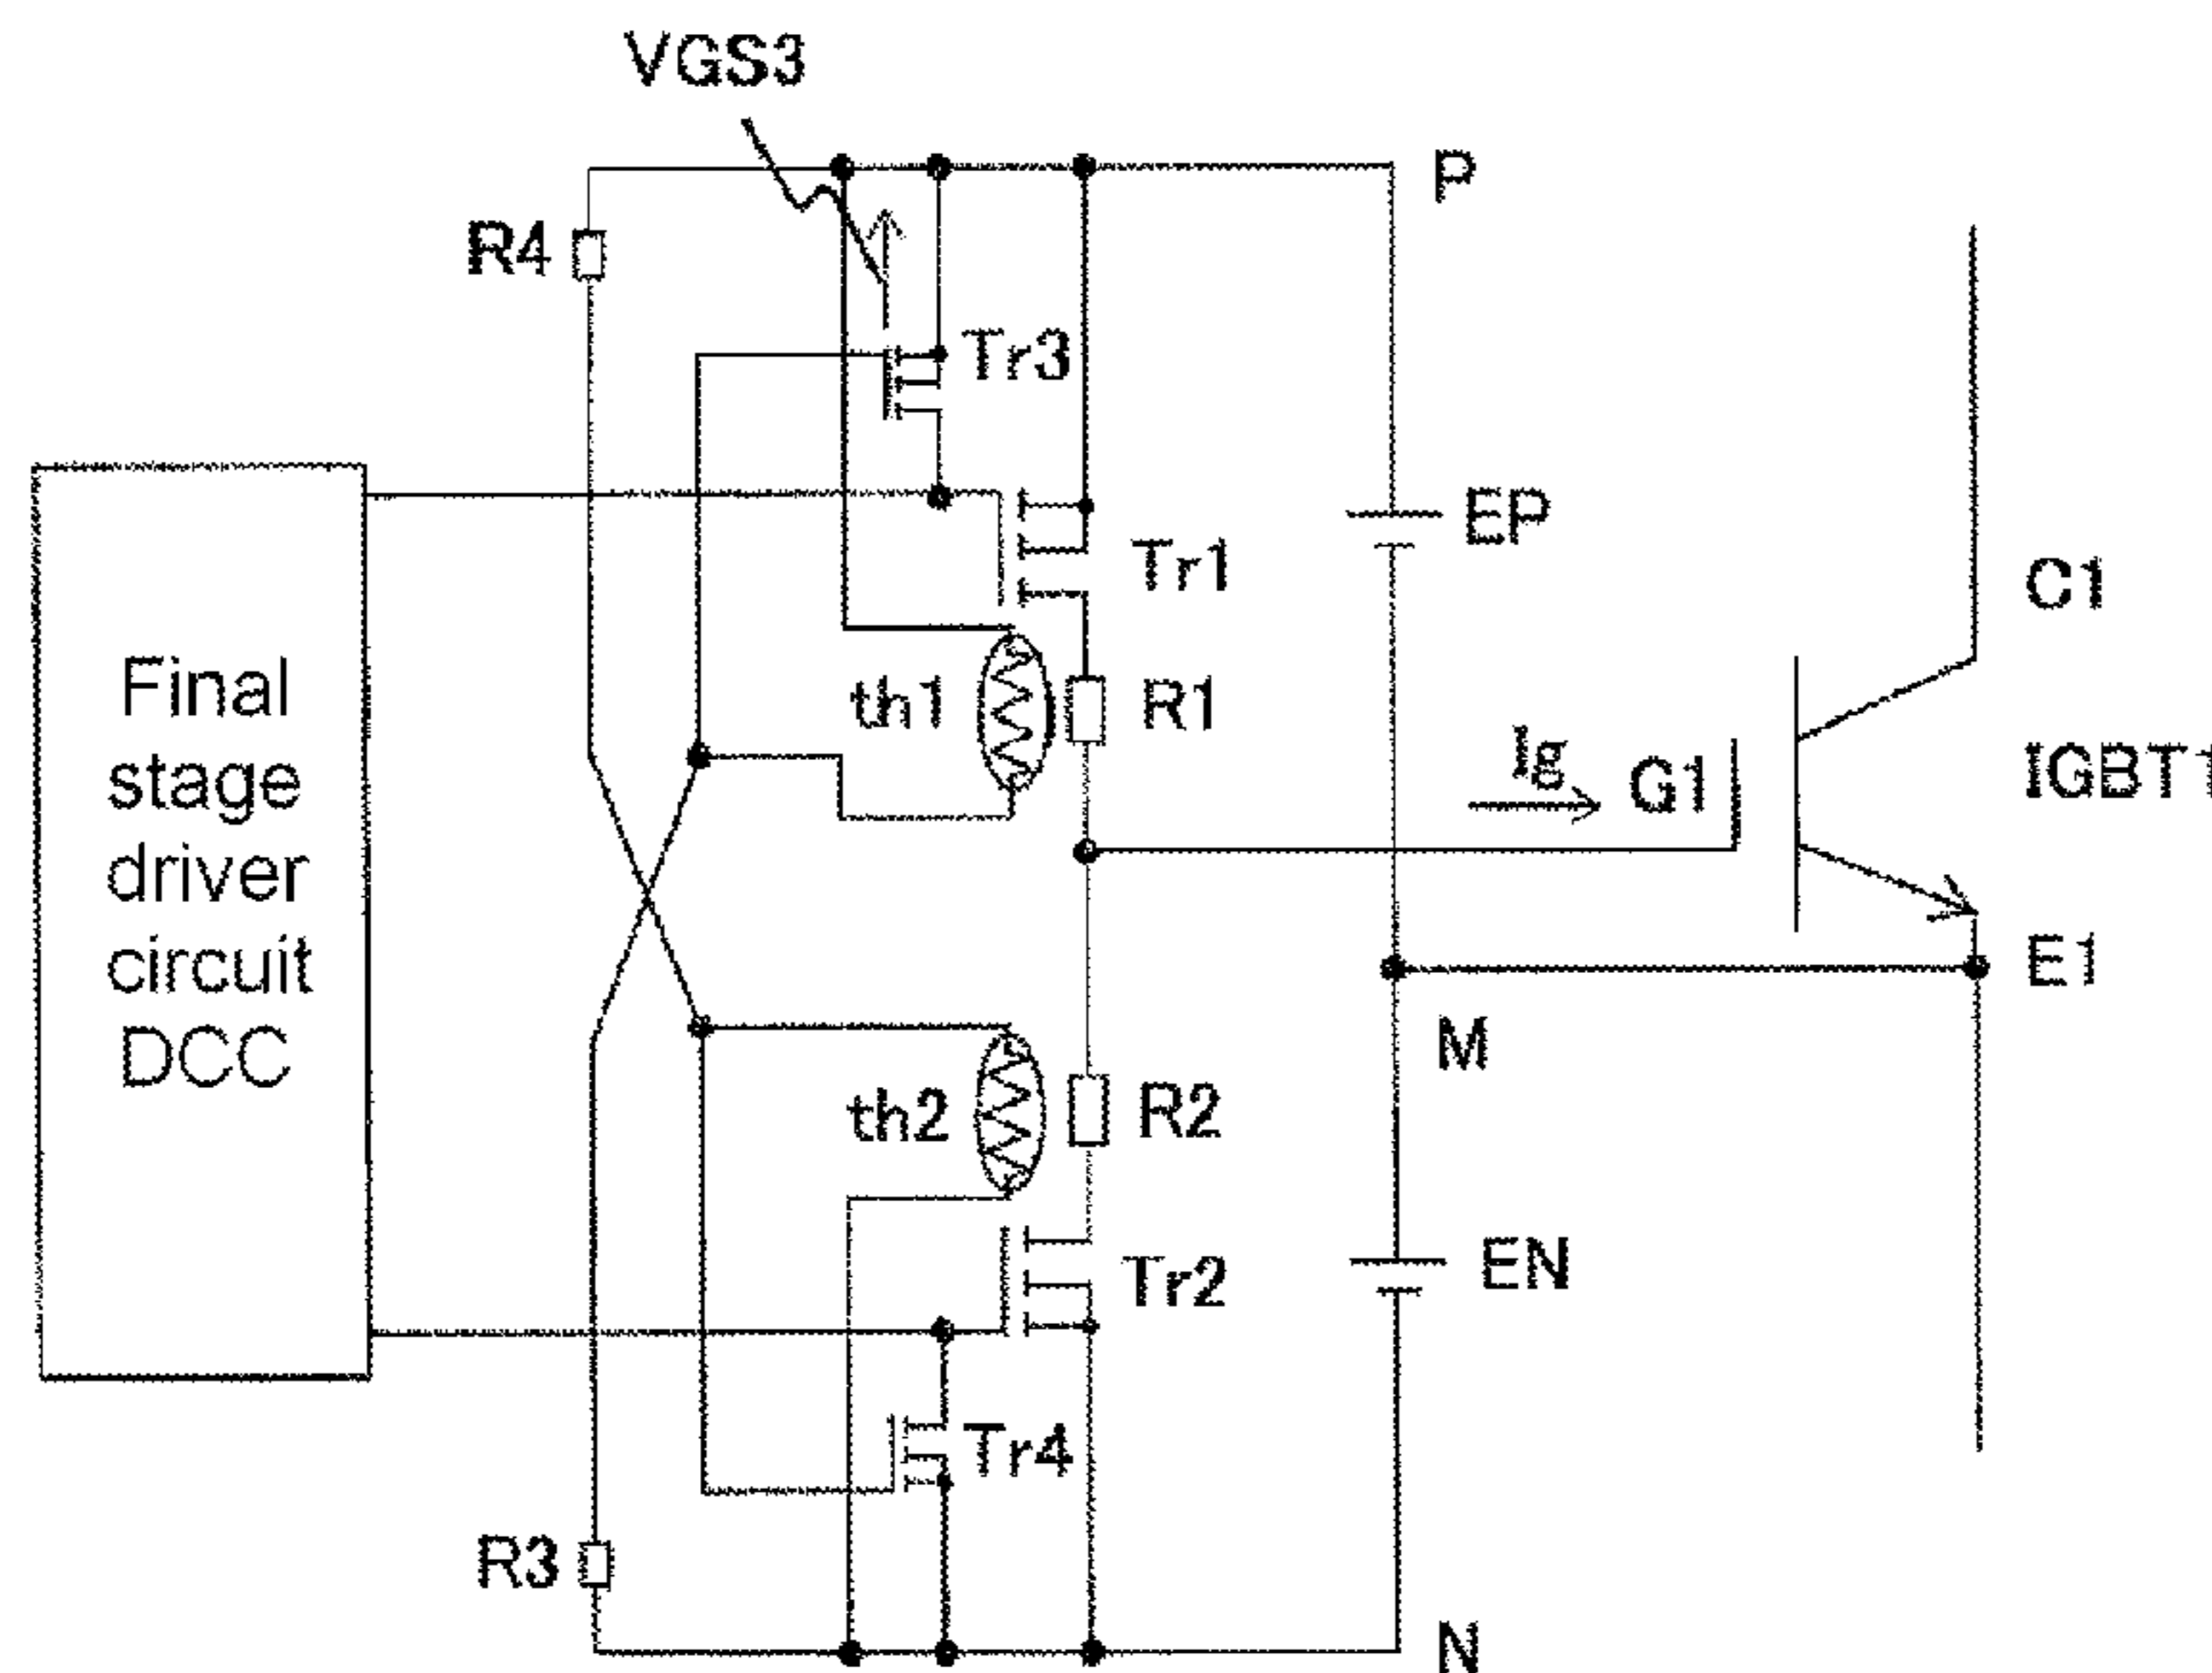 VGS3
P
R4
Tr3
EP
Tr1
C1
Final
stage
driver
circuit
DCC
th1
R1
Ig
G1
IGBT1
E1
M
th2
R2
Tr2
EN
Tr4
R3
N